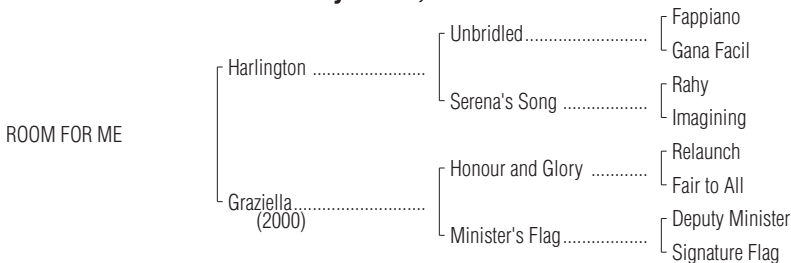 Fappiano
Unbridled..........................
Gana Facil
Harlington ........................
Rahy
Serena's Song ..................
Imagining
ROOM FOR ME
Relaunch
Honour and Glory ............
Fair to All
Graziella............................
(2000)
Deputy Minister
Minister's Flag..................
Signature Flag